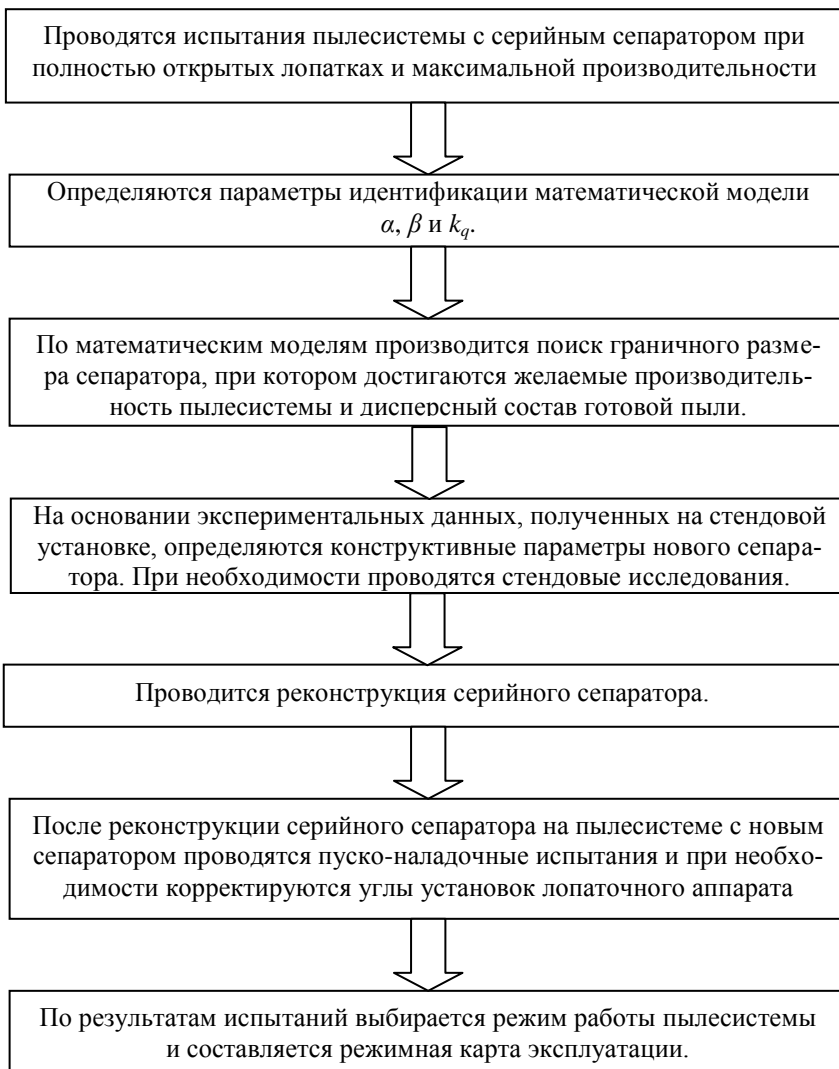 Проводятся испытания пылесистемы с серийным сепаратором при
полностью открытых лопатках и максимальной производительности
Определяются параметры идентификации математической модели
α, β и kq.
По математическим моделям производится поиск граничного разме-
ра сепаратора, при котором достигаются желаемые производитель-
ность пылесистемы и дисперсный состав готовой пыли.
На основании экспериментальных данных, полученных на стендовой
установке, определяются конструктивные параметры нового сепара-
тора. При необходимости проводятся стендовые исследования.
Проводится реконструкция серийного сепаратора.
После реконструкции серийного сепаратора на пылесистеме с новым
сепаратором проводятся пуско-наладочные испытания и при необхо-
димости корректируются углы установок лопаточного аппарата
По результатам испытаний выбирается режим работы пылесистемы
и составляется режимная карта эксплуатации.